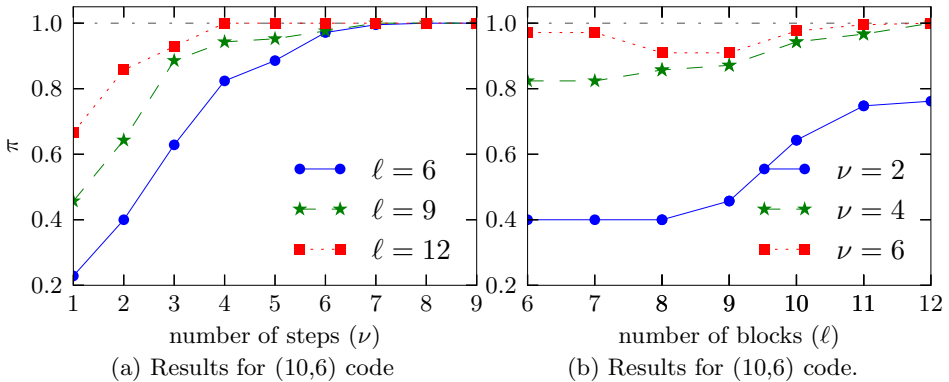 1.0
0.8
0.6
0.4
0.2
π
ℓ = 6
ℓ = 9
ℓ = 12
1 2 3 4 5 6 7 8 9
number of steps (ν)
(a) Results for (10,6) code
1.0
0.8
0.6
0.4
0.2
ν = 2
ν = 4
ν = 6
6 7 8 9 10 11 12
number of blocks (ℓ)
(b) Results for (10,6) code.